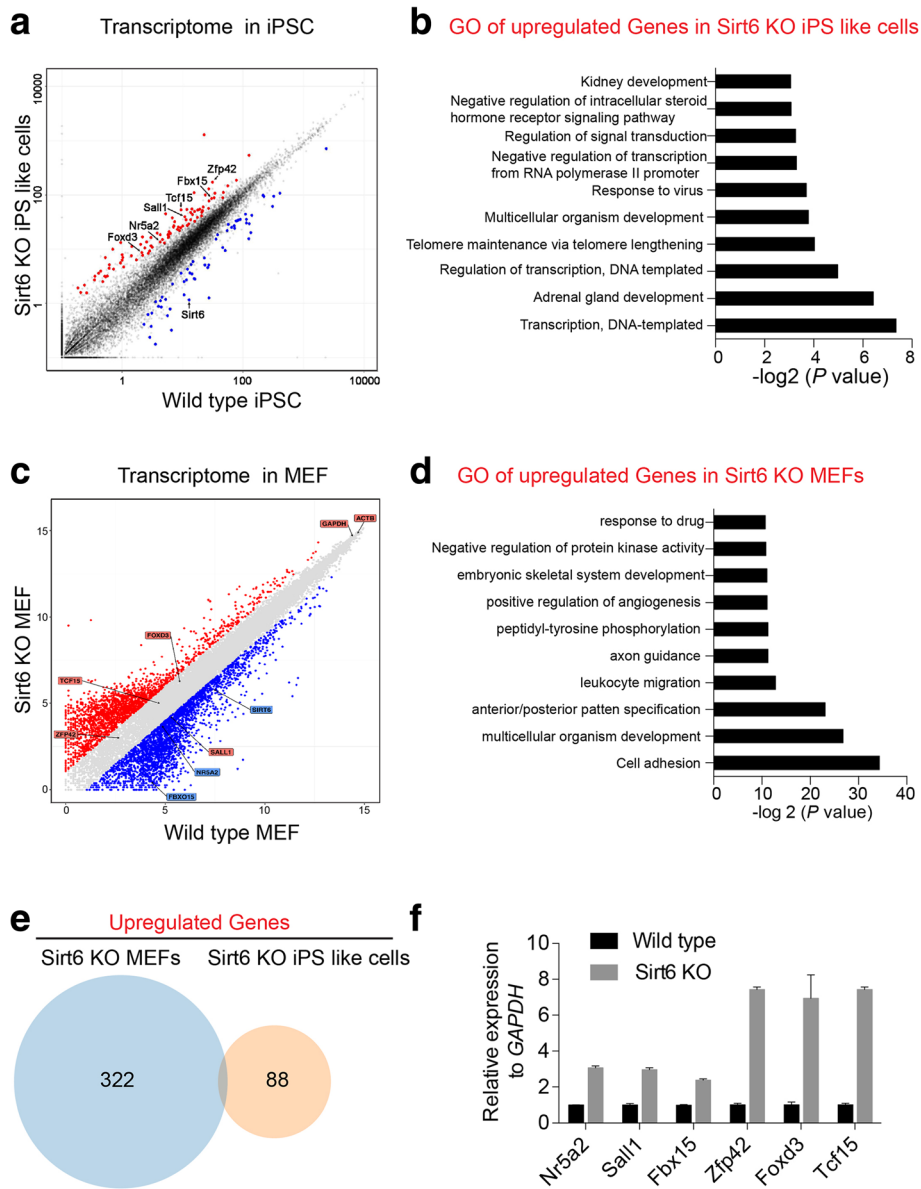 a Transcriptome in iPSC
Sirt6 KO iPS like cells
10000
100
1
Zfp42
Fbx15
Tcf15
Sall1
Nr5a2
Foxd3
Sirt6
1 100 10000
Wild type iPSC
b GO of upregulated Genes in Sirt6 KO iPS like cells
Kidney development
Negative regulation of intracellular steroid
hormone receptor signaling pathway
Regulation of signal transduction
Negative regulation of transcription
from RNA polymerase II promoter
Response to virus
Multicellular organism development
Telomere maintenance via telomere lengthening
Regulation of transcription, DNA templated
Adrenal gland development
Transcription, DNA-templated
0 2 4 6 8
-log2 (P value)
c Transcriptome in MEF
Sirt6 KO MEF
15
10
5
0
GAPDH
ACTB
FOXD3
TCF15
ZFP42
SIRT6
SALL1
NR5A2
FBXO15
0 5 10 15
Wild type MEF
d GO of upregulated Genes in Sirt6 KO MEFs
response to drug
Negative regulation of protein kinase activity
embryonic skeletal system development
positive regulation of angiogenesis
peptidyl-tyrosine phosphorylation
axon guidance
leukocyte migration
anterior/posterior patten specification
multicellular organism development
Cell adhesion
0 10 20 30 40
-log 2 (P value)
e Upregulated Genes
Sirt6 KO MEFs Sirt6 KO iPS like cells
322 88
f
Wild type
Sirt6 KO
Relative expression
to GAPDH
10
8
6
4
2
0
Nr5a2 Sall1 Fbx15 Zfp42 Foxd3 Tcf15